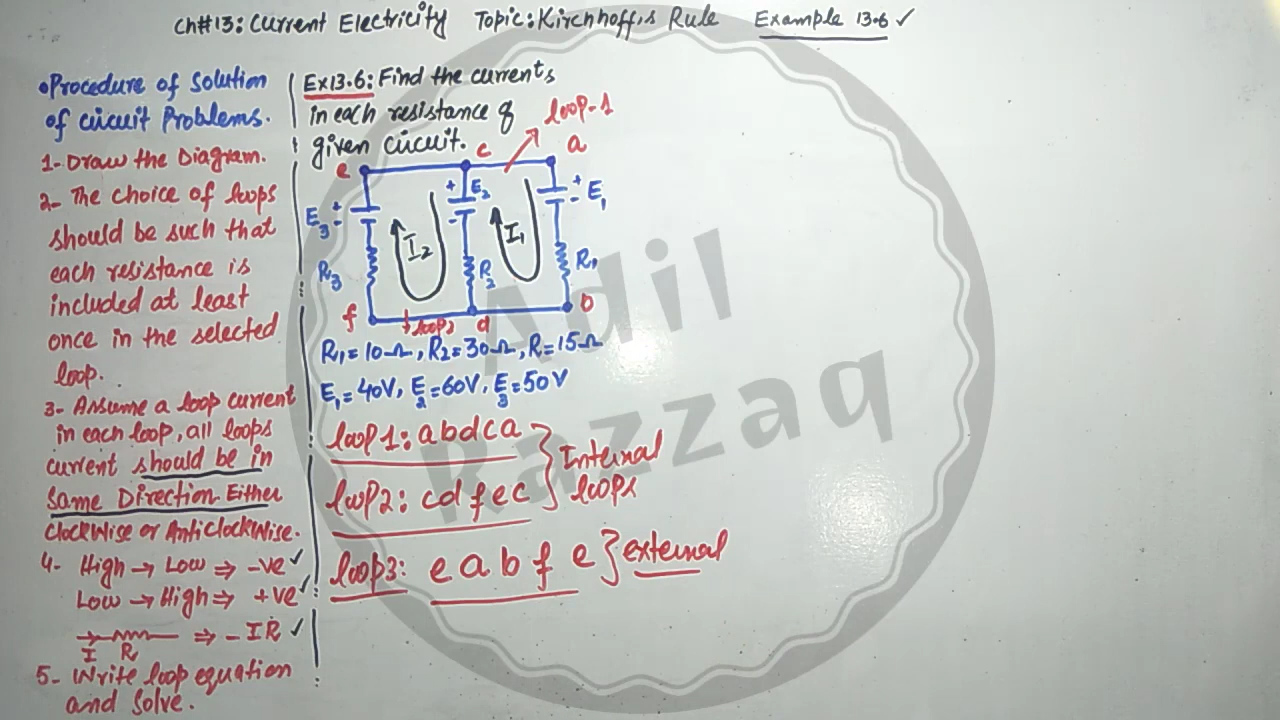 Ch#13: Current Electricity Topic: Kirchhoff,s Rule Example 13.6 ✓
•Procedure of Solution
of circuit Problems.
1- Draw the Diagram.
2- The choice of loops
should be such that
each resistance is
included at least
once in the selected
loop.
3- Assume a loop current
in each loop, all loops
current should be in
Same Direction Either
ClockWise or AntiClockWise.
4- High → Low ⇒ -ve ✓
Low → High ⇒ +ve ✓
I R ⇒ - IR ✓
5- Write loop equation
and Solve.
Ex13.6: Find the currents
in each resistance of
given circuit.
loop-1
e c a
E3 + - + E2 - + - E1
I2 I1
R3 R2 R1
f loop2 d b
R1=10Ω, R2=30Ω, R=15Ω
E1=40V, E2=60V, E3=50V
loop1: abdca
loop2: cdfec
Internal
loops
loop3: e a b f e } external
Adil
Razzaq